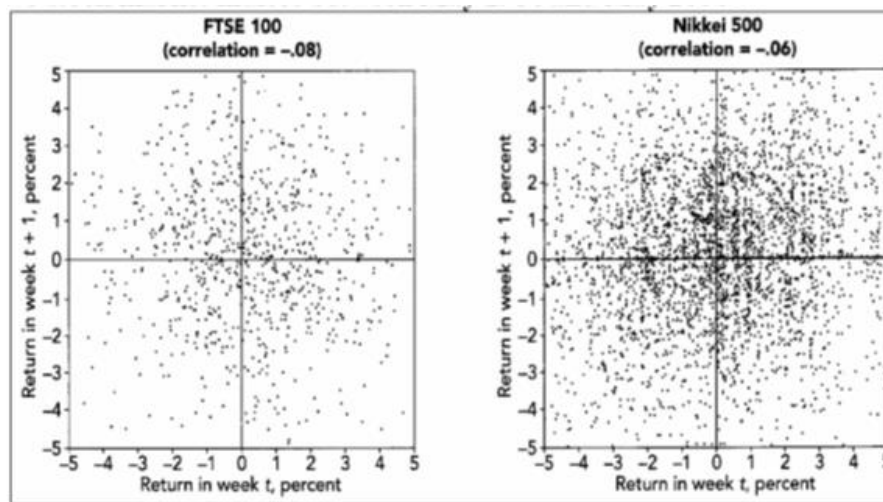 FTSE 100
(correlation = –.08)
5
4
3
2
1
0
–1
–2
–3
–4
–5
Return in week t + 1, percent
–5 –4 –3 –2 –1 0 1 2 3 4 5
Return in week t, percent
Nikkei 500
(correlation = –.06)
5
4
3
2
1
0
–1
–2
–3
–4
–5
Return in week t + 1, percent
–5 –4 –3 –2 –1 0 1 2 3 4 5
Return in week t, percent